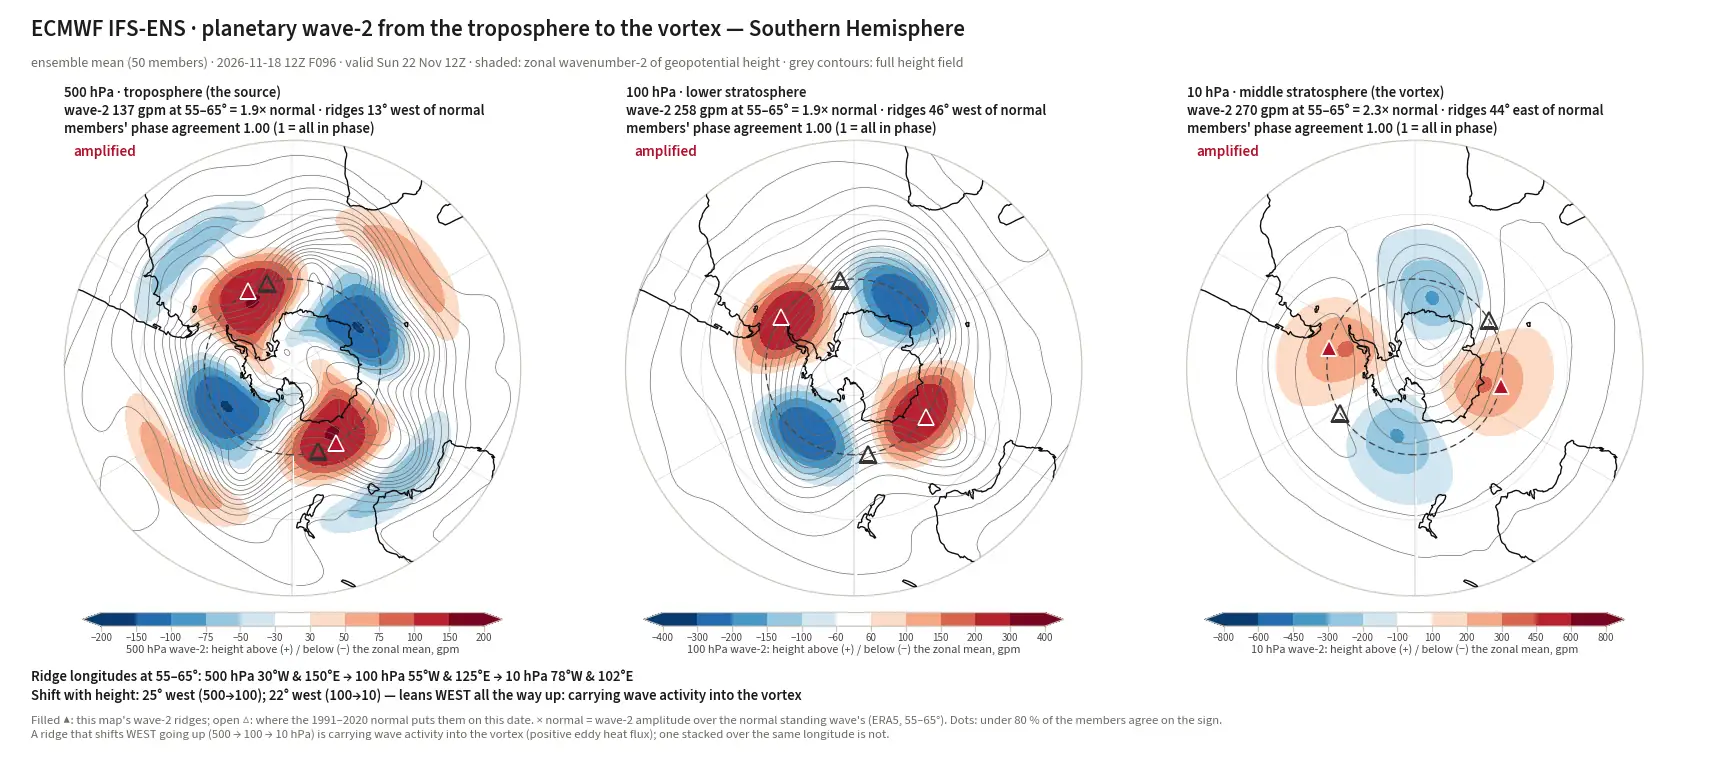 ECMWF IFS-ENS · planetary wave-2 from the troposphere to the vortex — Southern Hemisphere
ensemble mean (50 members) · 2026-11-18 12Z F096 · valid Sun 22 Nov 12Z · shaded: zonal wavenumber-2 of geopotential height · grey contours: full height field
500 hPa · troposphere (the source)
wave-2 137 gpm at 55–65° = 1.9× normal · ridges 13° west of normal
members' phase agreement 1.00 (1 = all in phase)
amplified
100 hPa · lower stratosphere
wave-2 258 gpm at 55–65° = 1.9× normal · ridges 46° west of normal
members' phase agreement 1.00 (1 = all in phase)
amplified
10 hPa · middle stratosphere (the vortex)
wave-2 270 gpm at 55–65° = 2.3× normal · ridges 44° east of normal
members' phase agreement 1.00 (1 = all in phase)
amplified
−200 −150 −100 −75 −50 −30 30 50 75 100 150 200
500 hPa wave-2: height above (+) / below (−) the zonal mean, gpm
−400 −300 −200 −150 −100 −60 60 100 150 200 300 400
100 hPa wave-2: height above (+) / below (−) the zonal mean, gpm
−800 −600 −450 −300 −200 −100 100 200 300 450 600 800
10 hPa wave-2: height above (+) / below (−) the zonal mean, gpm
Ridge longitudes at 55–65°: 500 hPa 30°W & 150°E → 100 hPa 55°W & 125°E → 10 hPa 78°W & 102°E
Shift with height: 25° west (500→100); 22° west (100→10) — leans WEST all the way up: carrying wave activity into the vortex
Filled ▲: this map's wave-2 ridges; open △: where the 1991–2020 normal puts them on this date. × normal = wave-2 amplitude over the normal standing wave's (ERA5, 55–65°). Dots: under 80 % of the members agree on the sign.
A ridge that shifts WEST going up (500 → 100 → 10 hPa) is carrying wave activity into the vortex (positive eddy heat flux); one stacked over the same longitude is not.